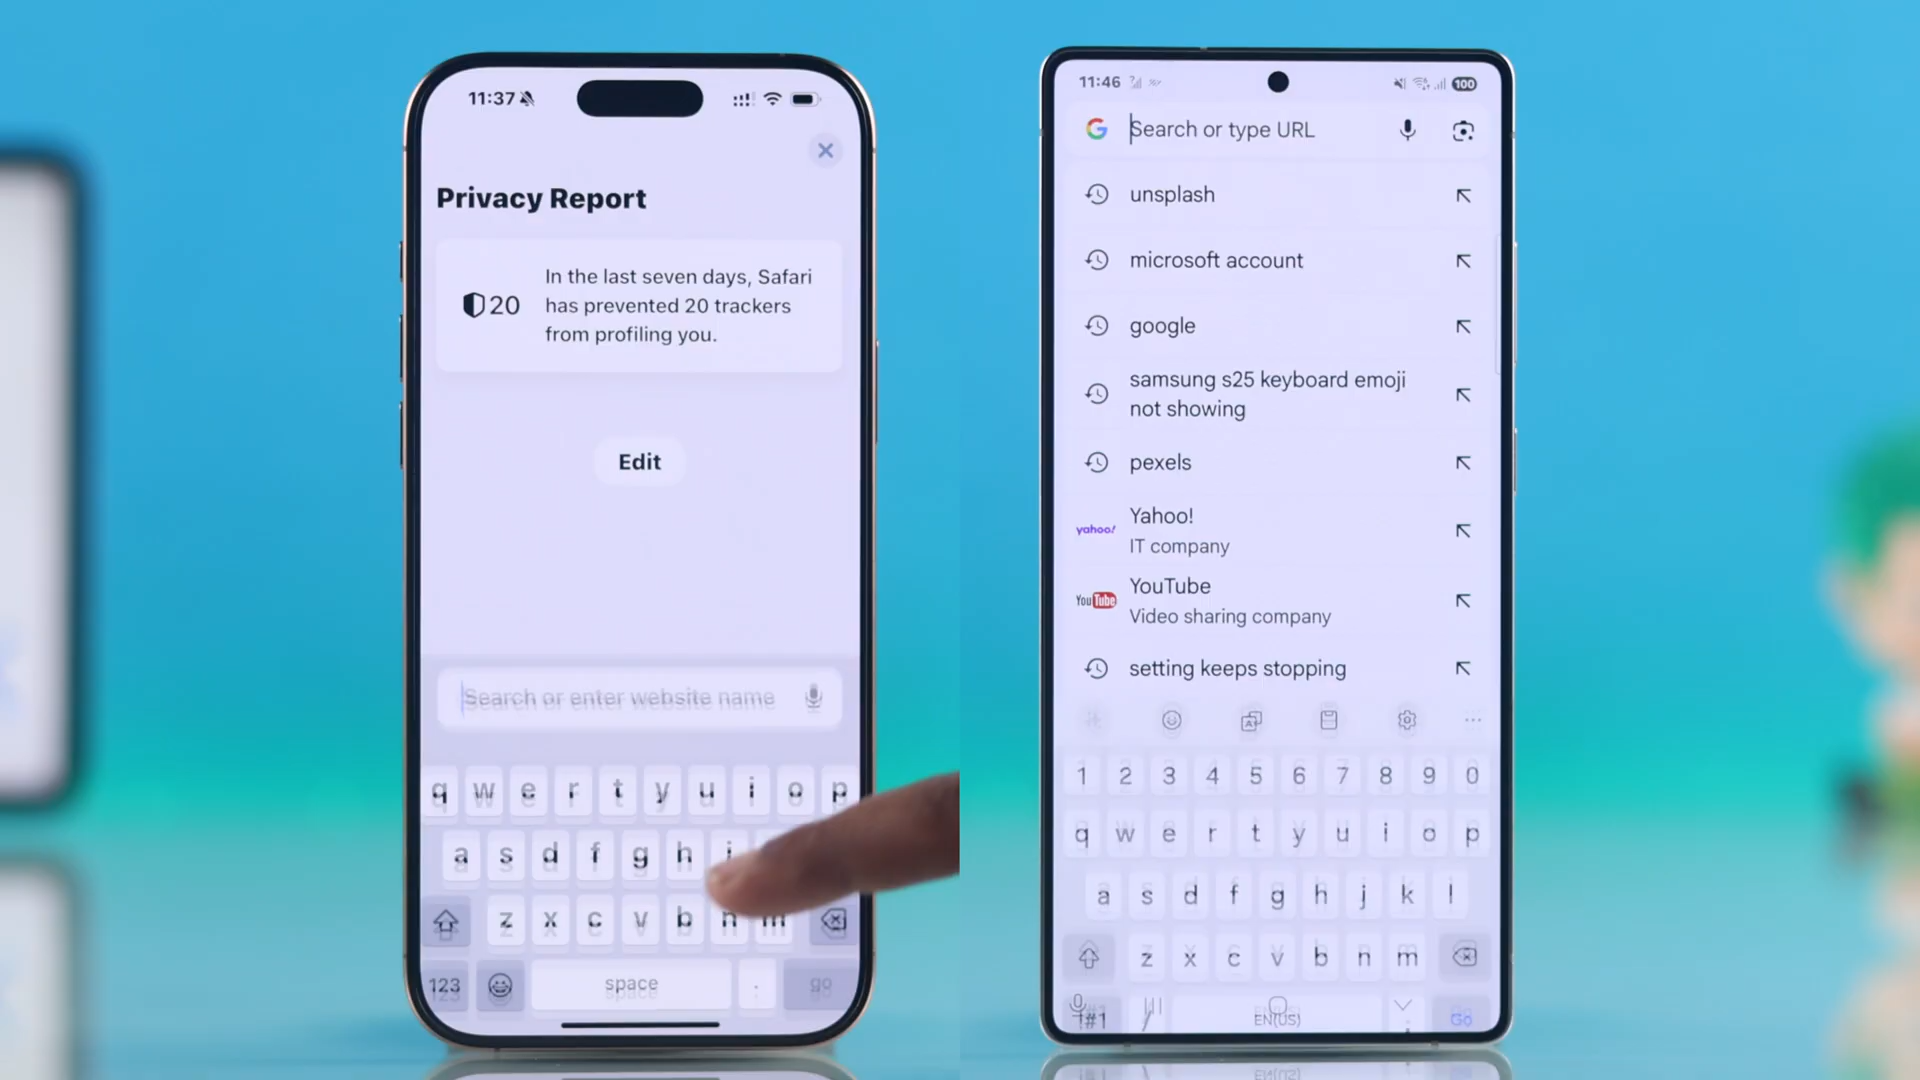 11:37
Privacy Report
20
In the last seven days, Safari
has prevented 20 trackers
from profiling you.
Edit
Search or enter website name
q w e r t y u i o p
a s d f g h j
z x c v b n m
123 space . go
11:46 100
G Search or type URL
unsplash
microsoft account
google
samsung s25 keyboard emoji
not showing
pexels
yahoo! Yahoo!
IT company
YouTube YouTube
Video sharing company
setting keeps stopping
1 2 3 4 5 6 7 8 9 0
q w e r t y u i o p
a s d f g h j k l
z x c v b n m
!#1 / EN(US) . Go